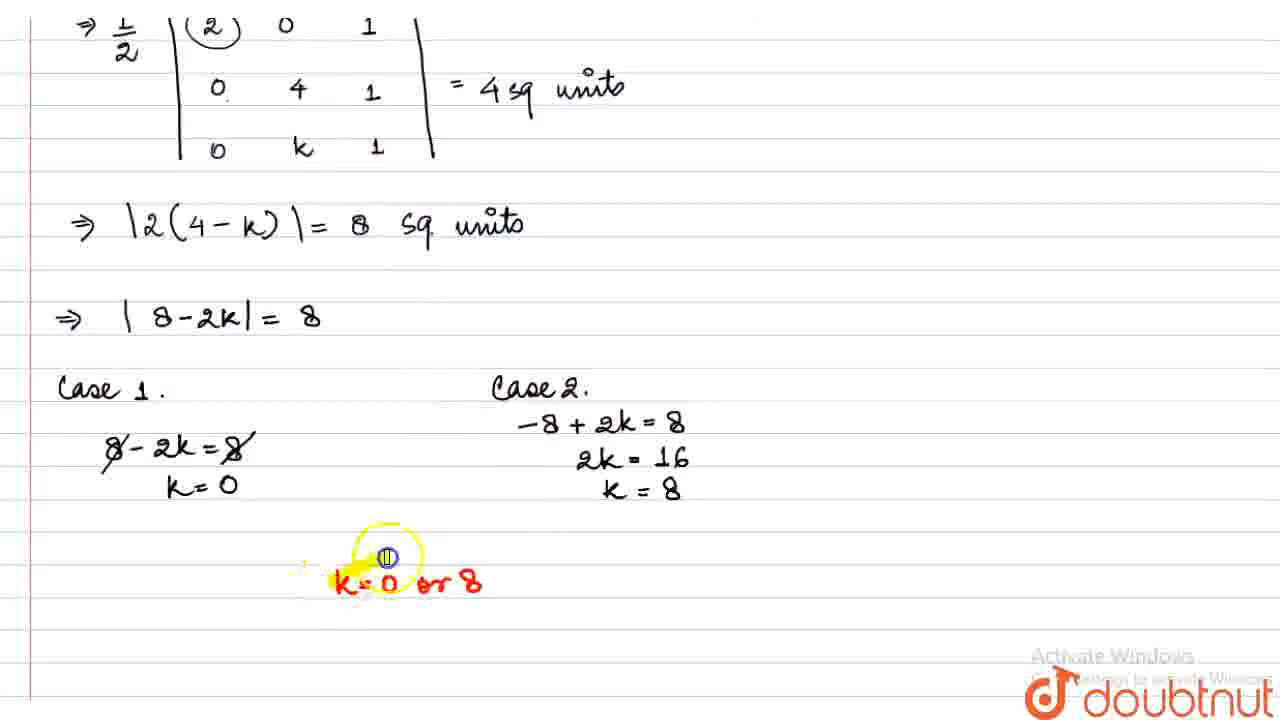 ⇒ 1/2 | 2 0 1 |
| 0 4 1 | = 4 sq units
| 0 k 1 |
⇒ |2(4 - k)| = 8 sq. units
⇒ | 8 - 2k| = 8
Case 1.
8 - 2k = 8
k = 0
Case 2.
- 8 + 2k = 8
2k = 16
k = 8
k = 0 or 8
Activate Windows
doubtnut